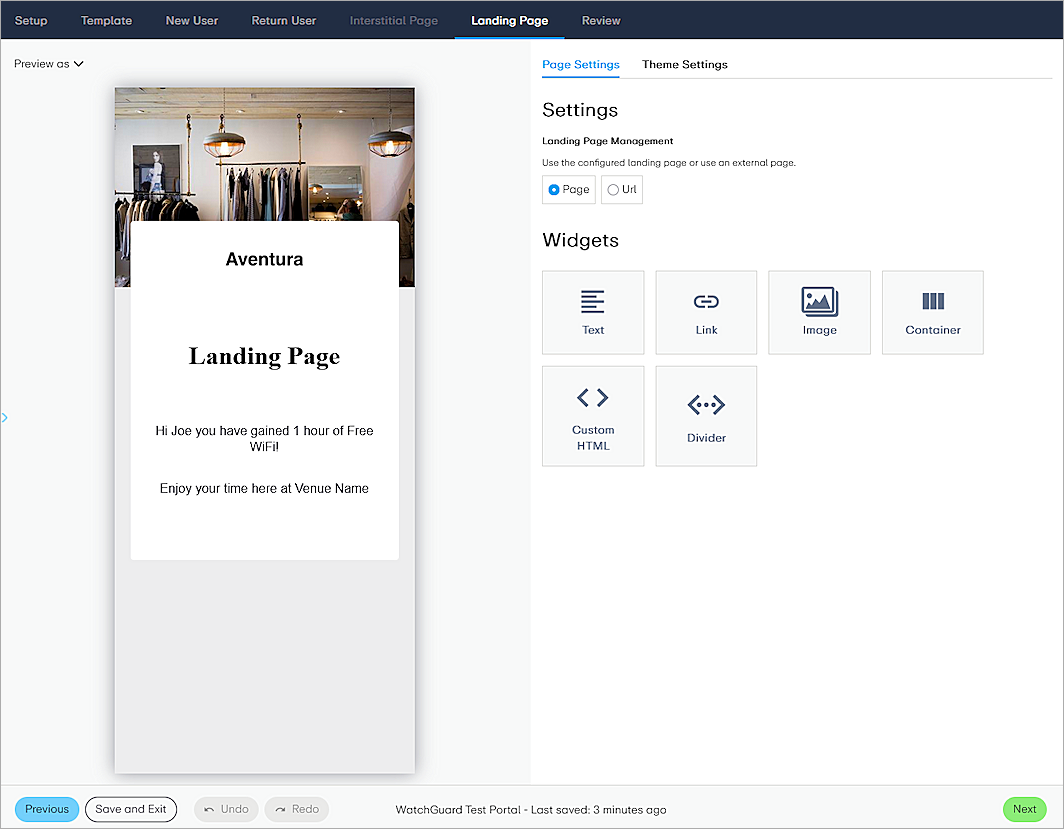 Setup Template New User Return User Interstitial Page Landing Page Review
Preview as
Aventura
Landing Page
Hi Joe you have gained 1 hour of Free
WiFi!
Enjoy your time here at Venue Name
Page Settings Theme Settings
Settings
Landing Page Management
Use the configured landing page or use an external page.
Page Url
Widgets
Text Link Image Container
Custom
HTML
Divider
Previous Save and Exit Undo Redo WatchGuard Test Portal - Last saved: 3 minutes ago Next